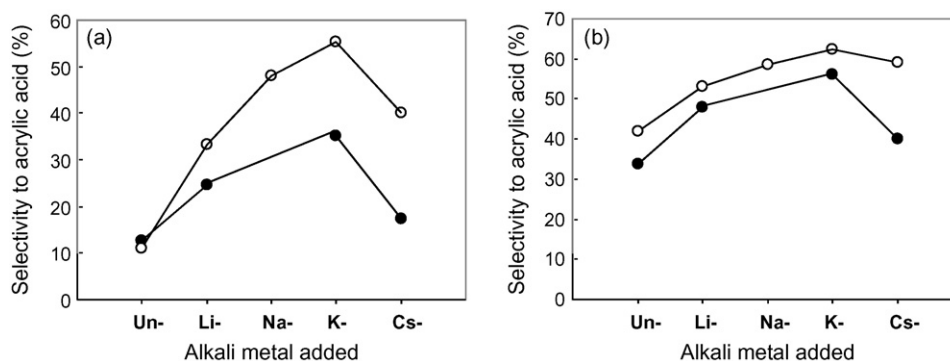 (a)
Selectivity to acrylic acid (%)
60
50
40
30
20
10
0
Un- Li- Na- K- Cs-
Alkali metal added
(b)
Selectivity to acrylic acid (%)
70
60
50
40
30
20
10
0
Un- Li- Na- K- Cs-
Alkali metal added